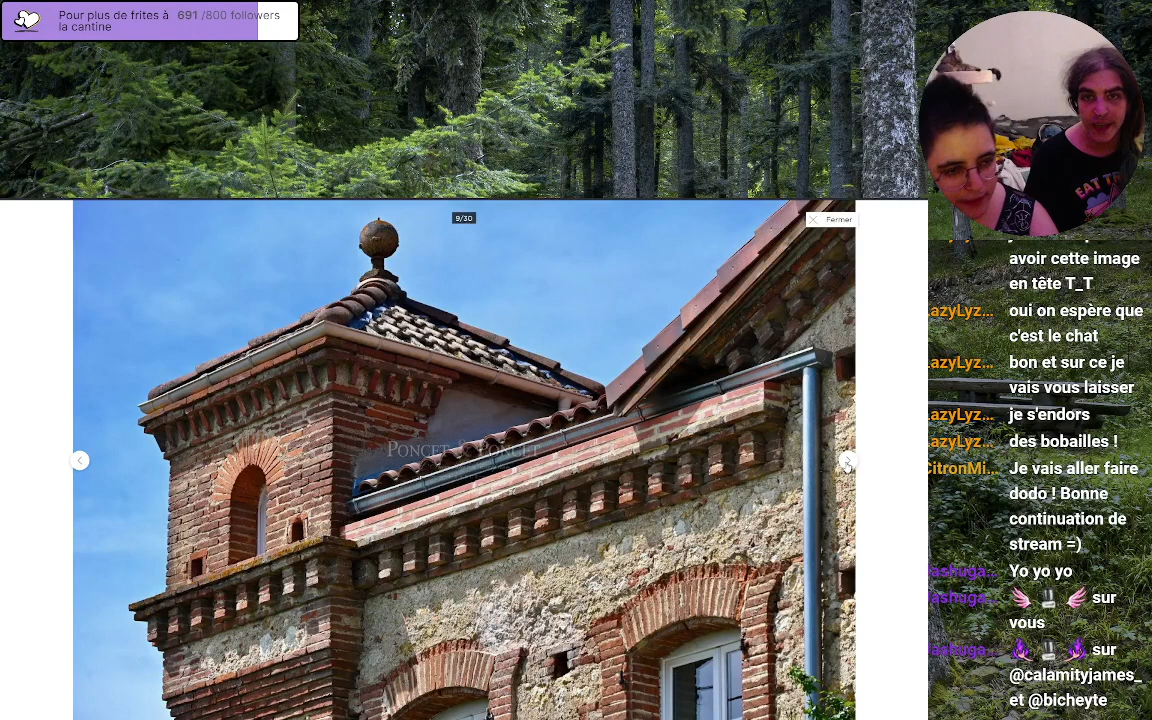 Pour plus de frites à la cantine
691 /800 followers
9/30
Fermer
PONCET & PONCET
EAT
avoir cette image
en tête T_T
oui on espère que
c'est le chat
bon et sur ce je
vais vous laisser
je s'endors
des bobailles !
CitronMi... Je vais aller faire
dodo ! Bonne
continuation de
stream =)
Yo yo yo
sur
vous
sur
@calamityjames_
et @bicheyte